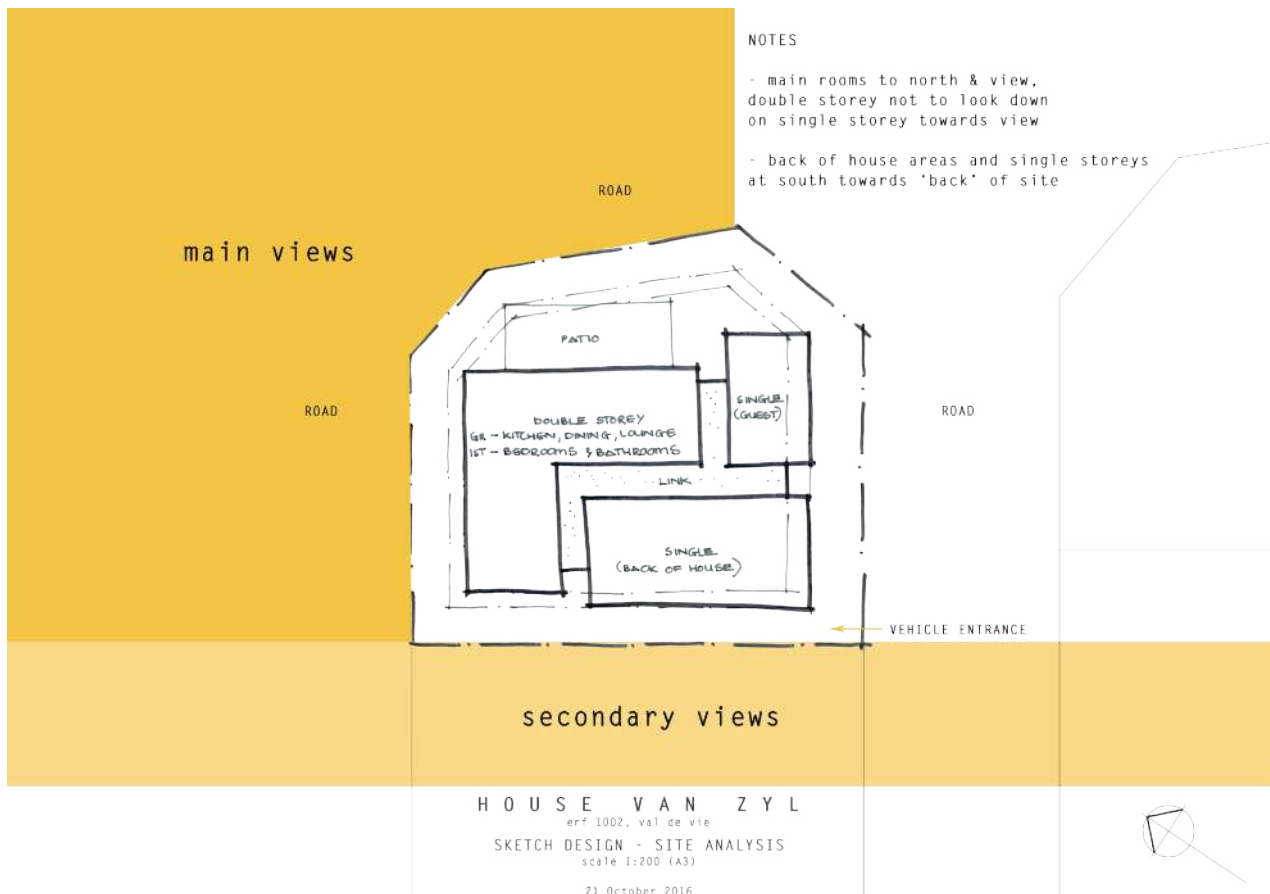 NOTES
- main rooms to north & view,
double storey not to look down
on single storey towards view
- back of house areas and single storeys
at south towards 'back' of site
ROAD
main views
PATIO
ROAD
SINGLE
(GUEST)
ROAD
DOUBLE STOREY
GR - KITCHEN, DINING, LOUNGE
1ST - BEDROOMS & BATHROOMS
LINK
SINGLE
(BACK OF HOUSE)
VEHICLE ENTRANCE
secondary views
HOUSE VAN ZYL
erf 1002, val de vie
SKETCH DESIGN - SITE ANALYSIS
scale 1:200 (A3)
21 October 2016